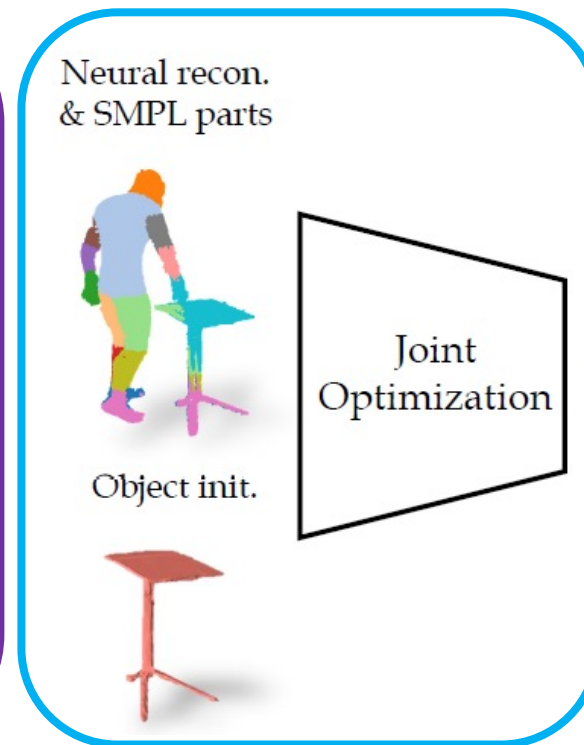 Neural recon.
& SMPL parts
Joint
Optimization
Object init.